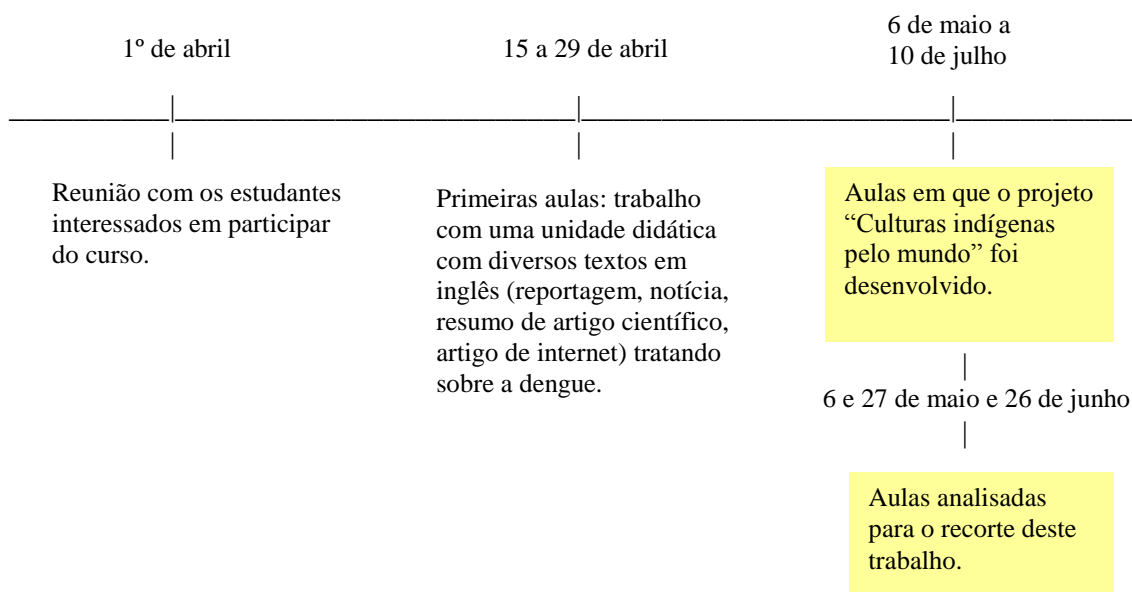 1º de abril
15 a 29 de abril
6 de maio a
10 de julho
Reunião com os estudantes
interessados em participar
do curso.
Primeiras aulas: trabalho
com uma unidade didática
com diversos textos em
inglês (reportagem, notícia,
resumo de artigo científico,
artigo de internet) tratando
sobre a dengue.
Aulas em que o projeto
“Culturas indígenas
pelo mundo” foi
desenvolvido.
6 e 27 de maio e 26 de junho
Aulas analisadas
para o recorte deste
trabalho.